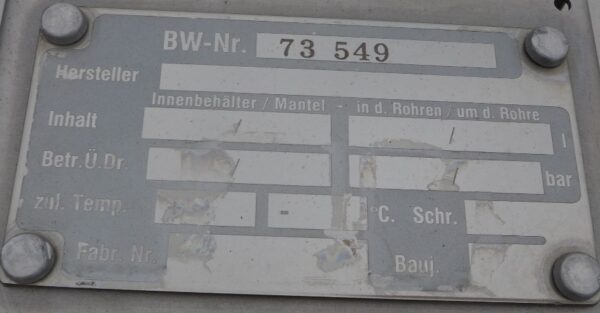 BW-Nr. 73 549
Hersteller
Innenbehälter / Mantel - in d. Rohren / um d. Rohre
Inhalt / / l
Betr.Ü.Dr. / / bar
zul. Temp. - °C. Schr.
Fabr. Nr. Bauj.